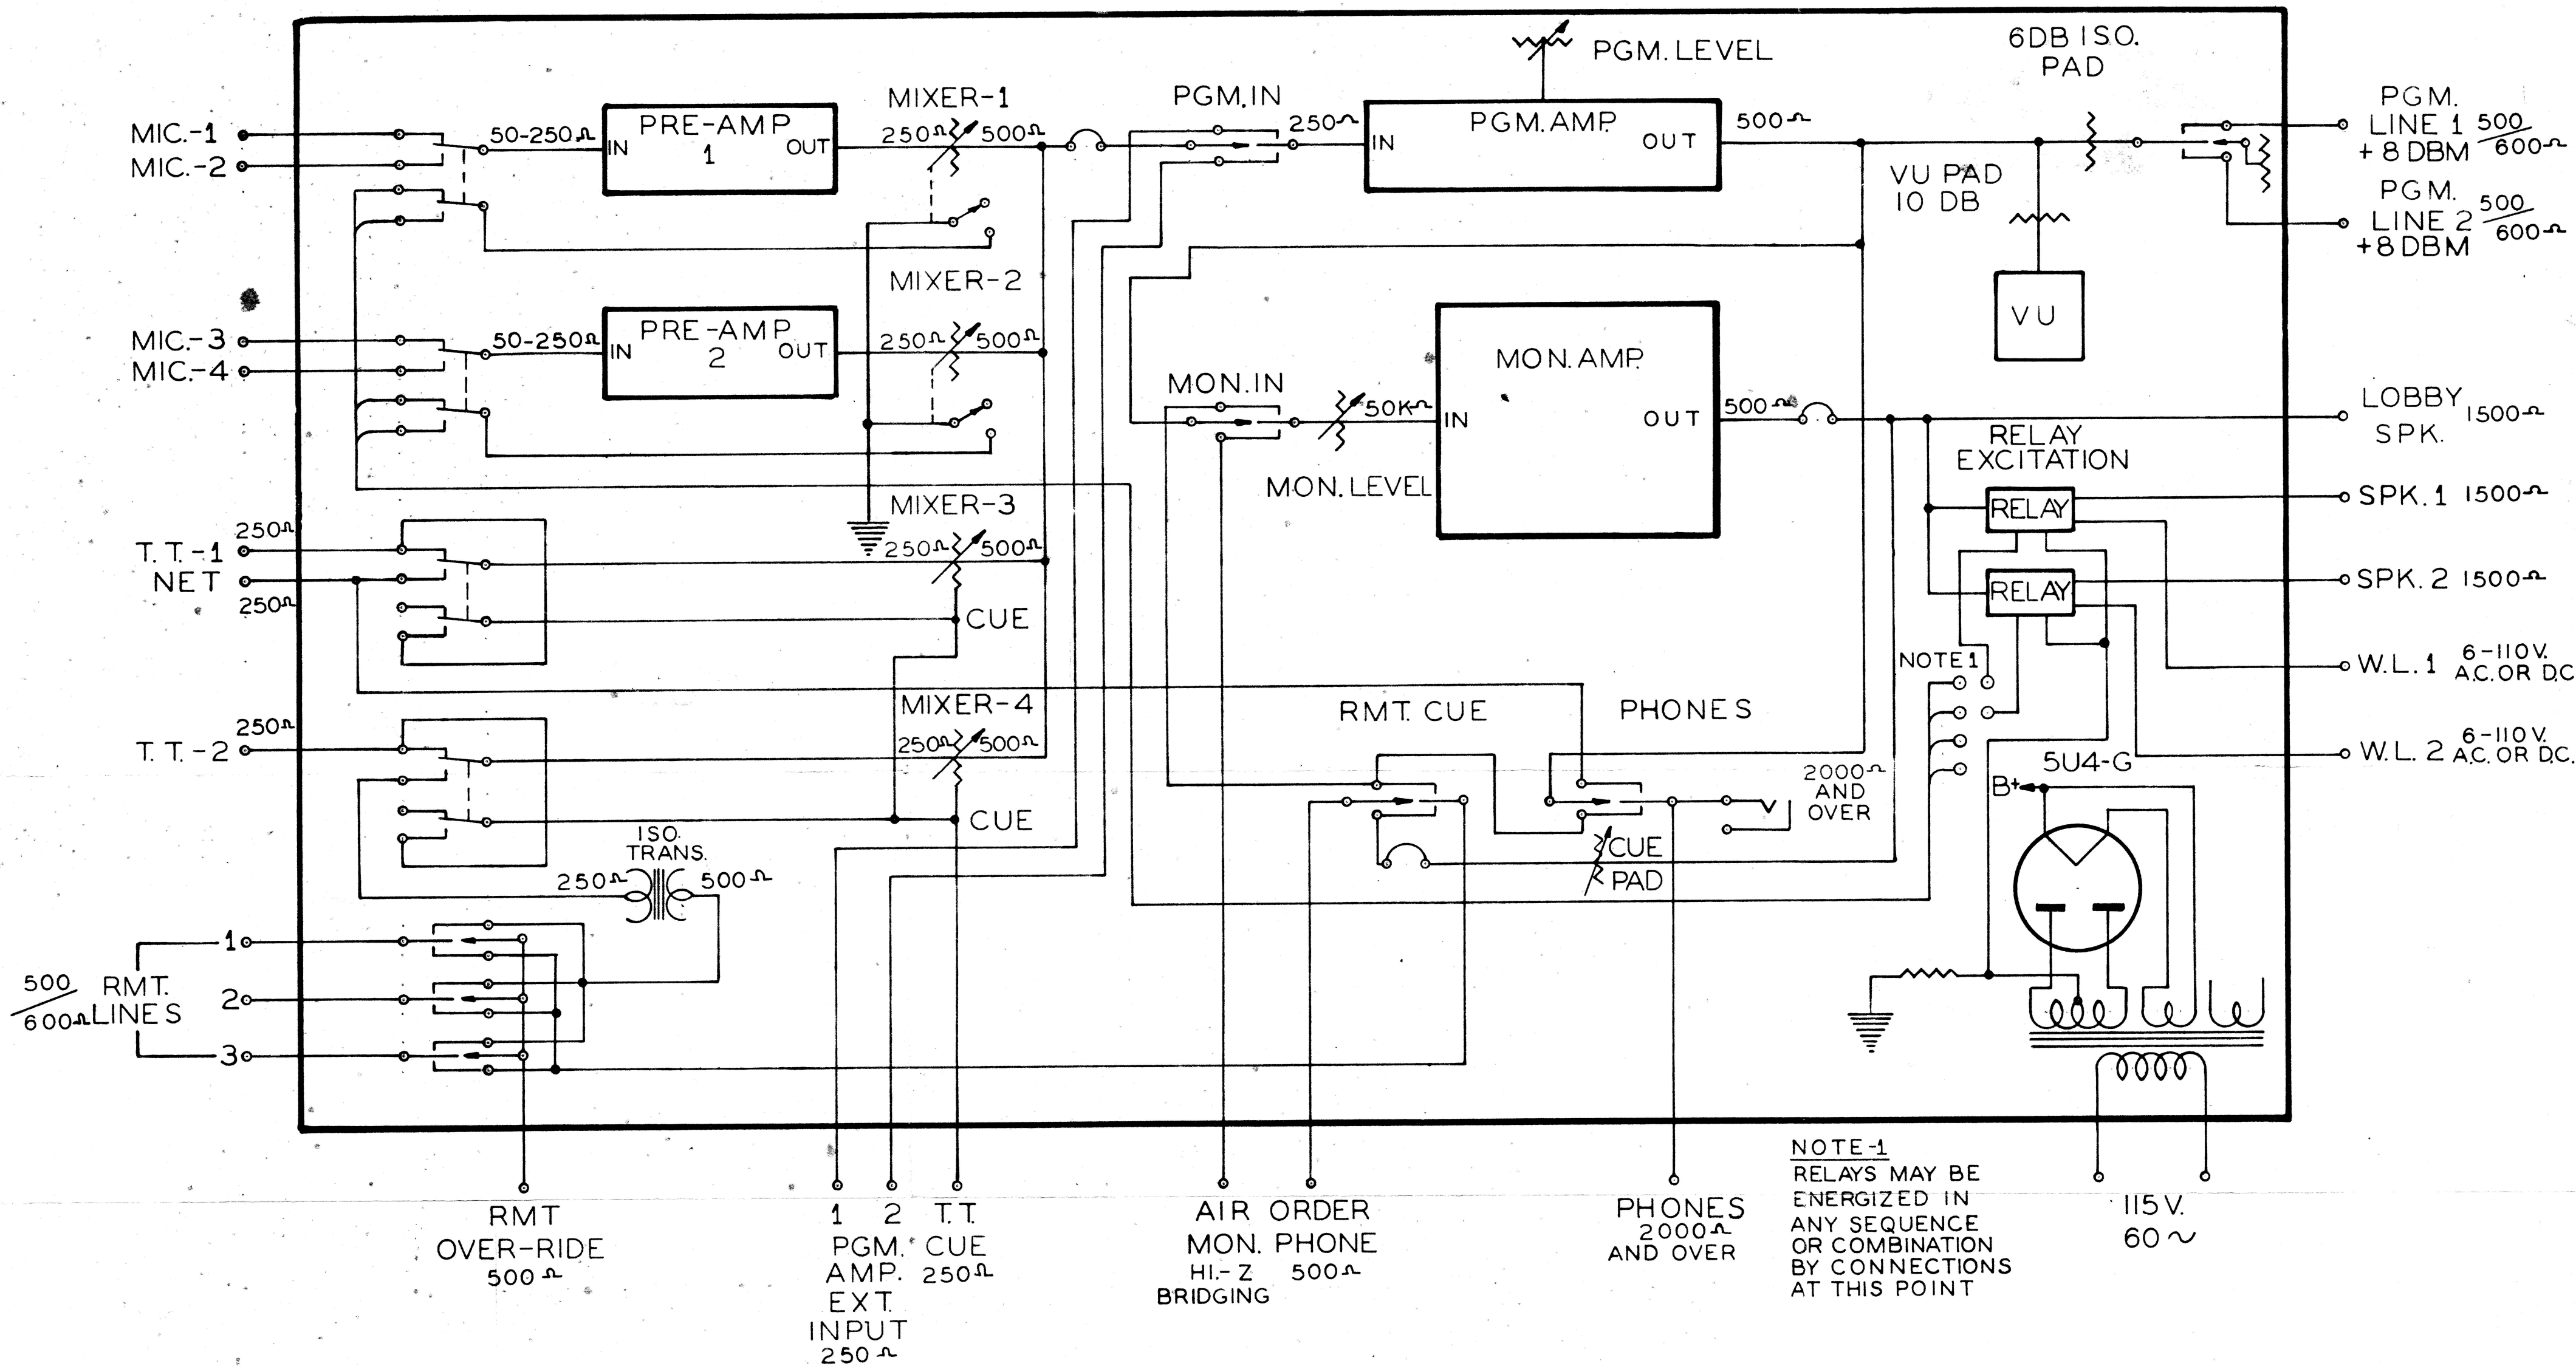 MIC.-1
MIC.-2
50-250Ω
PRE-AMP.
1
IN
OUT
MIXER-1
250Ω
500Ω
PGM.IN
250Ω
PGM. LEVEL
PGM. AMP.
IN
OUT
500Ω
6DB ISO.
PAD
VU PAD
10 DB
VU
PGM.
LINE 1 500/600Ω
+8 DBM
PGM.
LINE 2 500/600Ω
+8 DBM
MIC.-3
MIC.-4
50-250Ω
PRE-AMP.
2
IN
OUT
MIXER-2
250Ω
500Ω
MON. IN
50KΩ
MON. LEVEL
MON. AMP.
IN
OUT
500Ω
LOBBY
SPK.
1500Ω
RELAY
EXCITATION
RELAY
SPK. 1 1500Ω
RELAY
SPK. 2 1500Ω
250Ω
T. T.-1
NET
250Ω
MIXER-3
250Ω
500Ω
CUE
NOTE 1
W.L. 1 6-110V.
A.C. OR D.C.
W.L. 2 6-110V.
A.C. OR D.C.
250Ω
T. T.-2
MIXER-4
250Ω
500Ω
CUE
RMT. CUE
PHONES
2000Ω
AND
OVER
CUE
PAD
5U4-G
B+
ISO.
TRANS.
250Ω
500Ω
500/600Ω
RMT.
LINES
1
2
3
RMT
OVER-RIDE
500Ω
1 2
PGM.
AMP.
EXT.
INPUT
250Ω
T.T.
CUE
250Ω
AIR
MON.
HI.-Z
BRIDGING
ORDER
PHONE
500Ω
PHONES
2000Ω
AND OVER
NOTE-1
RELAYS MAY BE
ENERGIZED IN
ANY SEQUENCE
OR COMBINATION
BY CONNECTIONS
AT THIS POINT
115 V.
60 ~